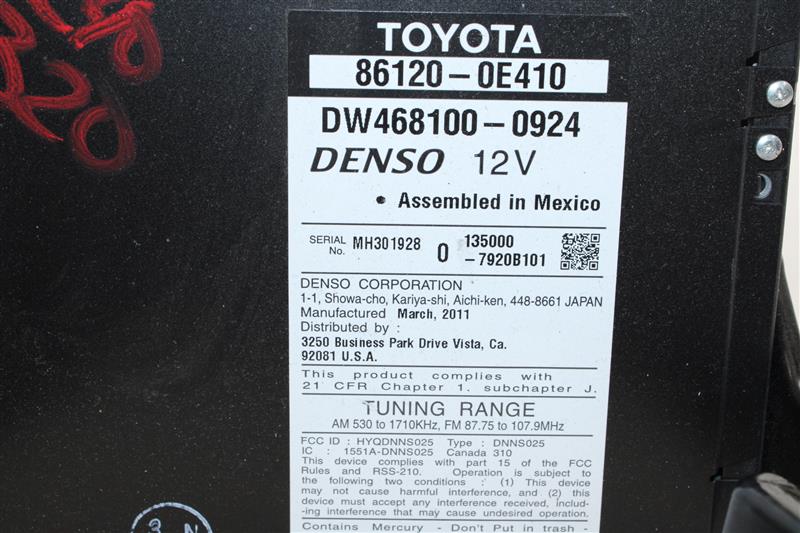 TOYOTA
86120-0E410
DW468100-0924
DENSO 12V
• Assembled in Mexico
SERIAL No. MH301928 0 135000
-7920B101
DENSO CORPORATION
1-1, Showa-cho, Kariya-shi, Aichi-ken, 448-8661 JAPAN
Manufactured March, 2011
Distributed by :
3250 Business Park Drive Vista, Ca.
92081 U.S.A.
This product complies with
21 CFR Chapter 1, subchapter J.
TUNING RANGE
AM 530 to 1710KHz, FM 87.75 to 107.9MHz
FCC ID : HYQDNNS025 Type : DNNS025
IC : 1551A-DNNS025 Canada 310
This device complies with part 15 of the FCC
Rules and RSS-210. Operation is subject to
the following two conditions : (1) This device
may not cause harmful interference, and (2) this
device must accept any interference received, includ-
ing interference that may cause undesired operation.
Contains Mercury - Don't Put in trash -
3 N